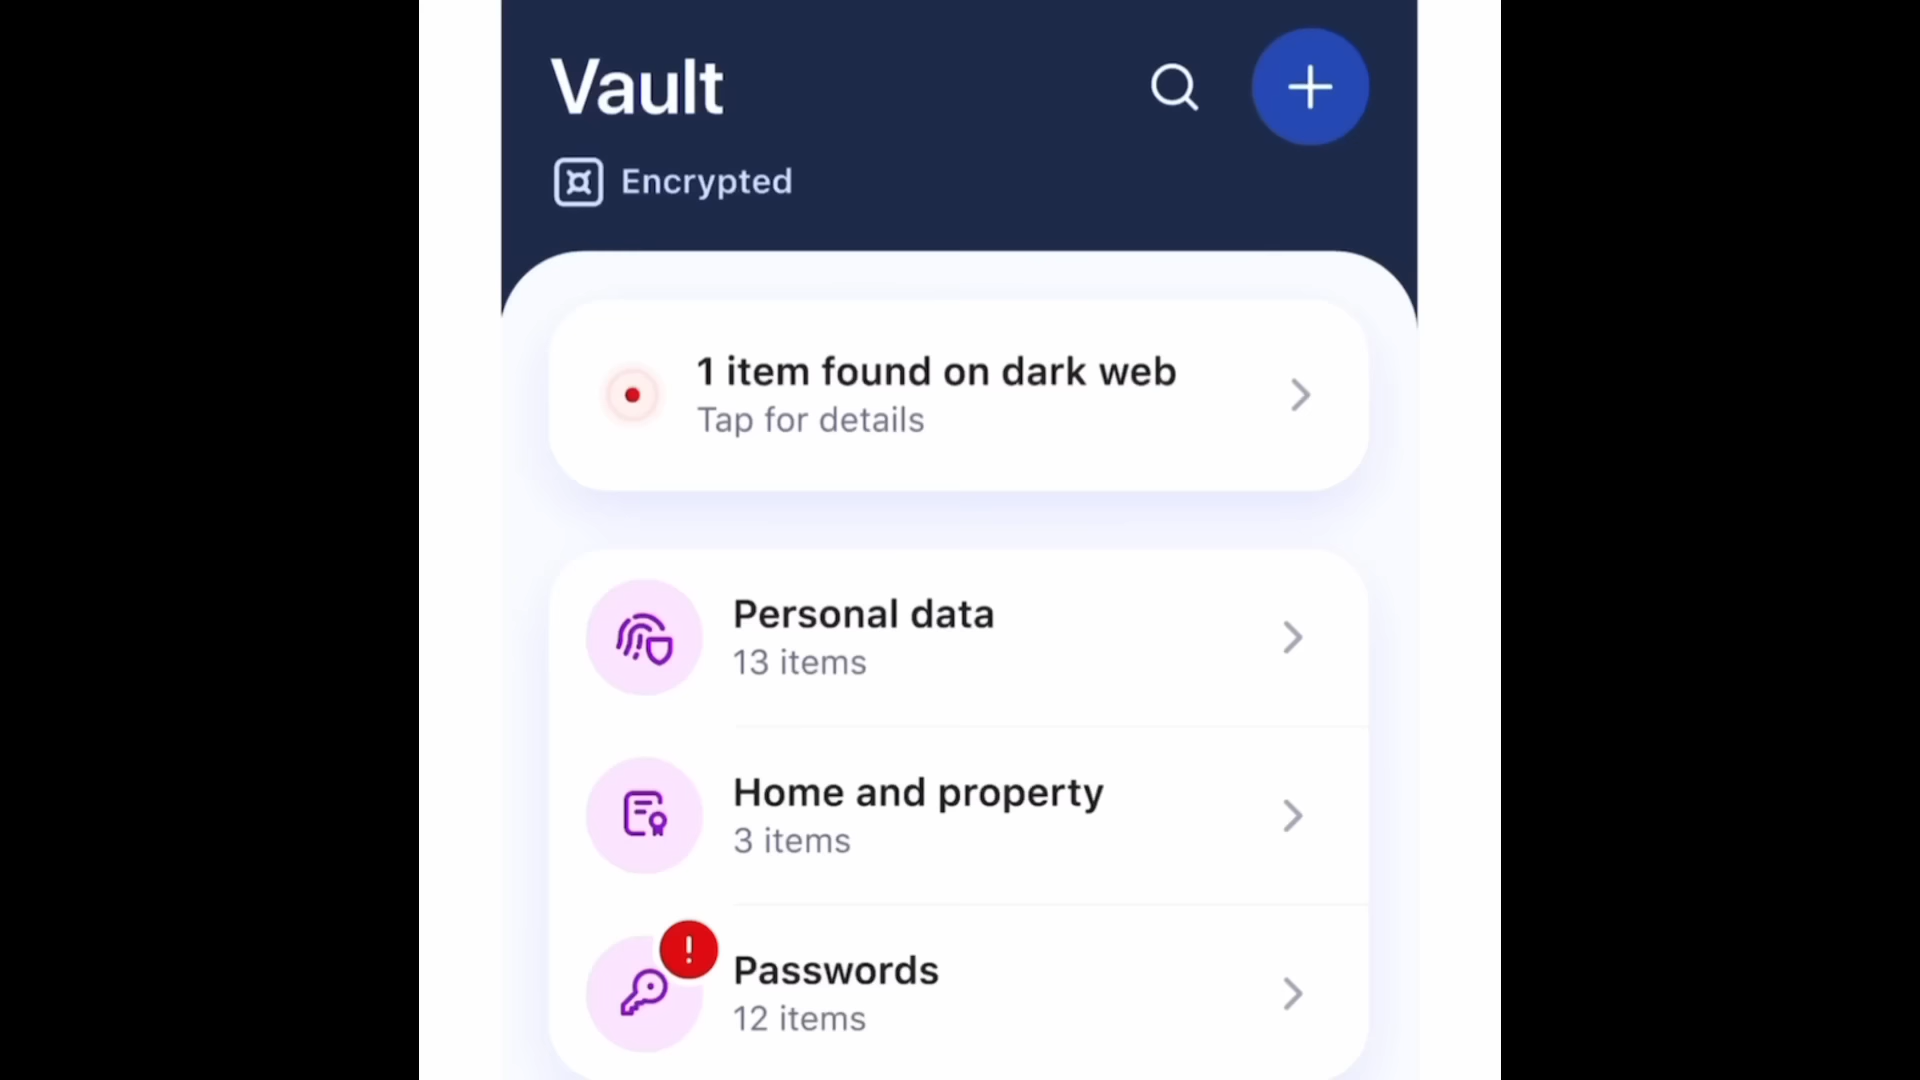 Vault
Encrypted
1 item found on dark web
Tap for details
Personal data
13 items
Home and property
3 items
!
Passwords
12 items